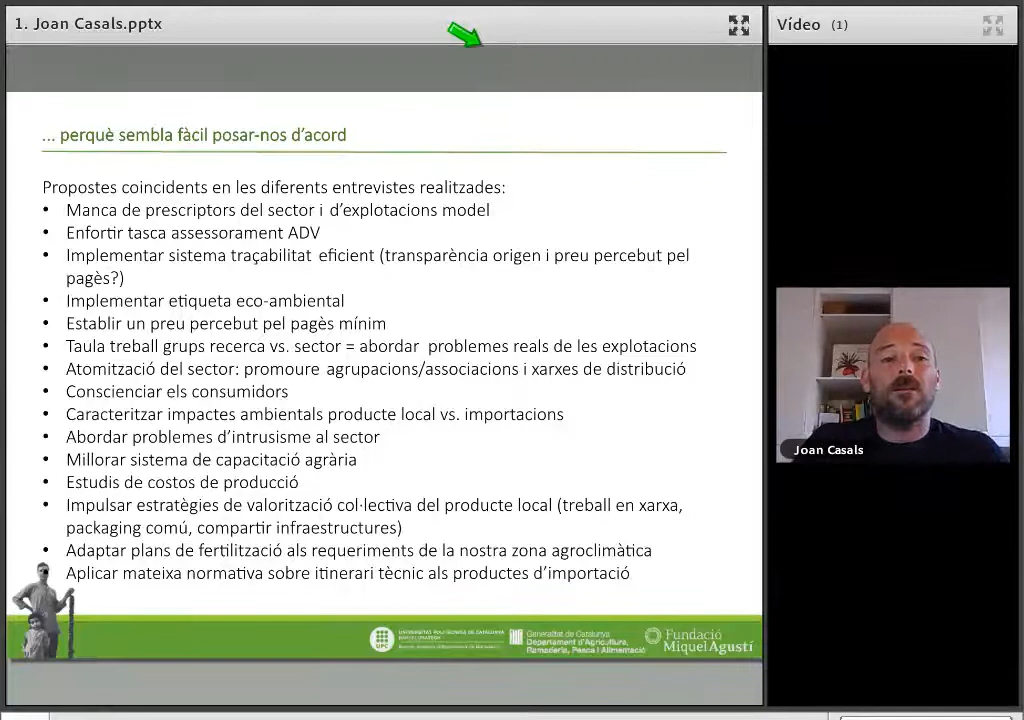 1. Joan Casals.pptx
Vídeo (1)
... perquè sembla fàcil posar-nos d'acord
Propostes coincidents en les diferents entrevistes realitzades:
• Manca de prescriptors del sector i d'explotacions model
• Enfortir tasca assessorament ADV
• Implementar sistema traçabilitat eficient (transparència origen i preu percebut pel
pagès?)
• Implementar etiqueta eco-ambiental
• Establir un preu percebut pel pagès mínim
• Taula treball grups recerca vs. sector = abordar problemes reals de les explotacions
• Atomització del sector: promoure agrupacions/associacions i xarxes de distribució
• Conscienciar els consumidors
• Caracteritzar impactes ambientals producte local vs. importacions
• Abordar problemes d'intrusisme al sector
• Millorar sistema de capacitació agrària
• Estudis de costos de producció
• Impulsar estratègies de valorització col·lectiva del producte local (treball en xarxa,
packaging comú, compartir infraestructures)
• Adaptar plans de fertilització als requeriments de la nostra zona agroclimàtica
Aplicar mateixa normativa sobre itinerari tècnic als productes d'importació
Joan Casals
UPC
UNIVERSITAT POLITÈCNICA DE CATALUNYA
Generalitat de Catalunya
Departament d'Agricultura,
Ramaderia, Pesca i Alimentació
Fundació
Miquel Agustí